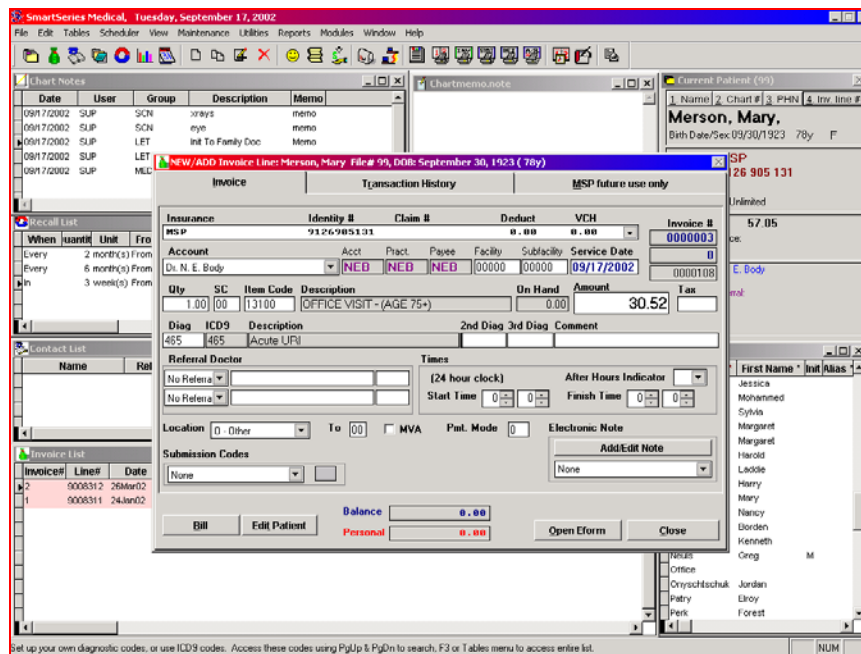 SmartSeries Medical, Tuesday, September 17, 2002
File Edit Tables Scheduler View Maintenance Utilities Reports Modules Window Help
Chart Notes
Date User Group Description Memo
09/17/2002 SUP SCN xrays memo
09/17/2002 SUP SCN eye memo
09/17/2002 SUP LET Init To Family Doc memo
09/17/2002 SUP LET
09/17/2002 SUP MED
Chartmemo.note
Current Patient (99)
1 Name 2 Chart # 3 PHN 4 Inv. line #
Merson, Mary,
Birth Date/Sex 09/30/1923 78y F
SP
126 905 131
Unlimited
57.05
ce:
E. Body
rral:
Recall List
When uantit Unit Fro
Every 2 month(s) From
Every 6 month(s) From
In 3 week(s) From
Contact List
Name Rel
Invoice List
Invoice# Line# Date
2 9008312 26Mar02
1 9008311 24Jan02
NEW/ADD Invoice Line: Merson, Mary File# 99, DOB: September 30, 1923 ( 78y)
Invoice Transaction History MSP future use only
Insurance Identity # Claim # Deduct VCH Invoice #
MSP 9126905131 0.00 0.00 0000003
0
0000108
Account Acct Pract. Payee Facility Subfacility Service Date
Dr. N. E. Body NEB NEB NEB 00000 00000 09/17/2002
Qty SC Item Code Description On Hand Amount Tax
1.00 00 13100 OFFICE VISIT - (AGE 75+) 0.00 30.52
Diag ICD9 Description 2nd Diag 3rd Diag Comment
465 465 Acute URI
Referral Doctor Times
No Referra (24 hour clock) After Hours Indicator
No Referra Start Time 0 0 Finish Time 0 0
Location O - Other To 00 MVA Pmt. Mode 0 Electronic Note
Add/Edit Note
Submission Codes
None None
Balance 0.00
Personal 0.00
Bill Edit Patient Open Eform Close
First Name * Init Alias *
Jessica
Mohammed
Sylvia
Margaret
Margaret
Harold
Laddie
Harry
Mary
Nancy
Borden
Kenneth
Neuls Greg M
Office
Onyschtschuk Jordan
Patry Elroy
Perk Forest
Set up your own diagnostic codes, or use ICD9 codes. Access these codes using PgUp & PgDn to search, F3 or Tables menu to access entire list.
NUM